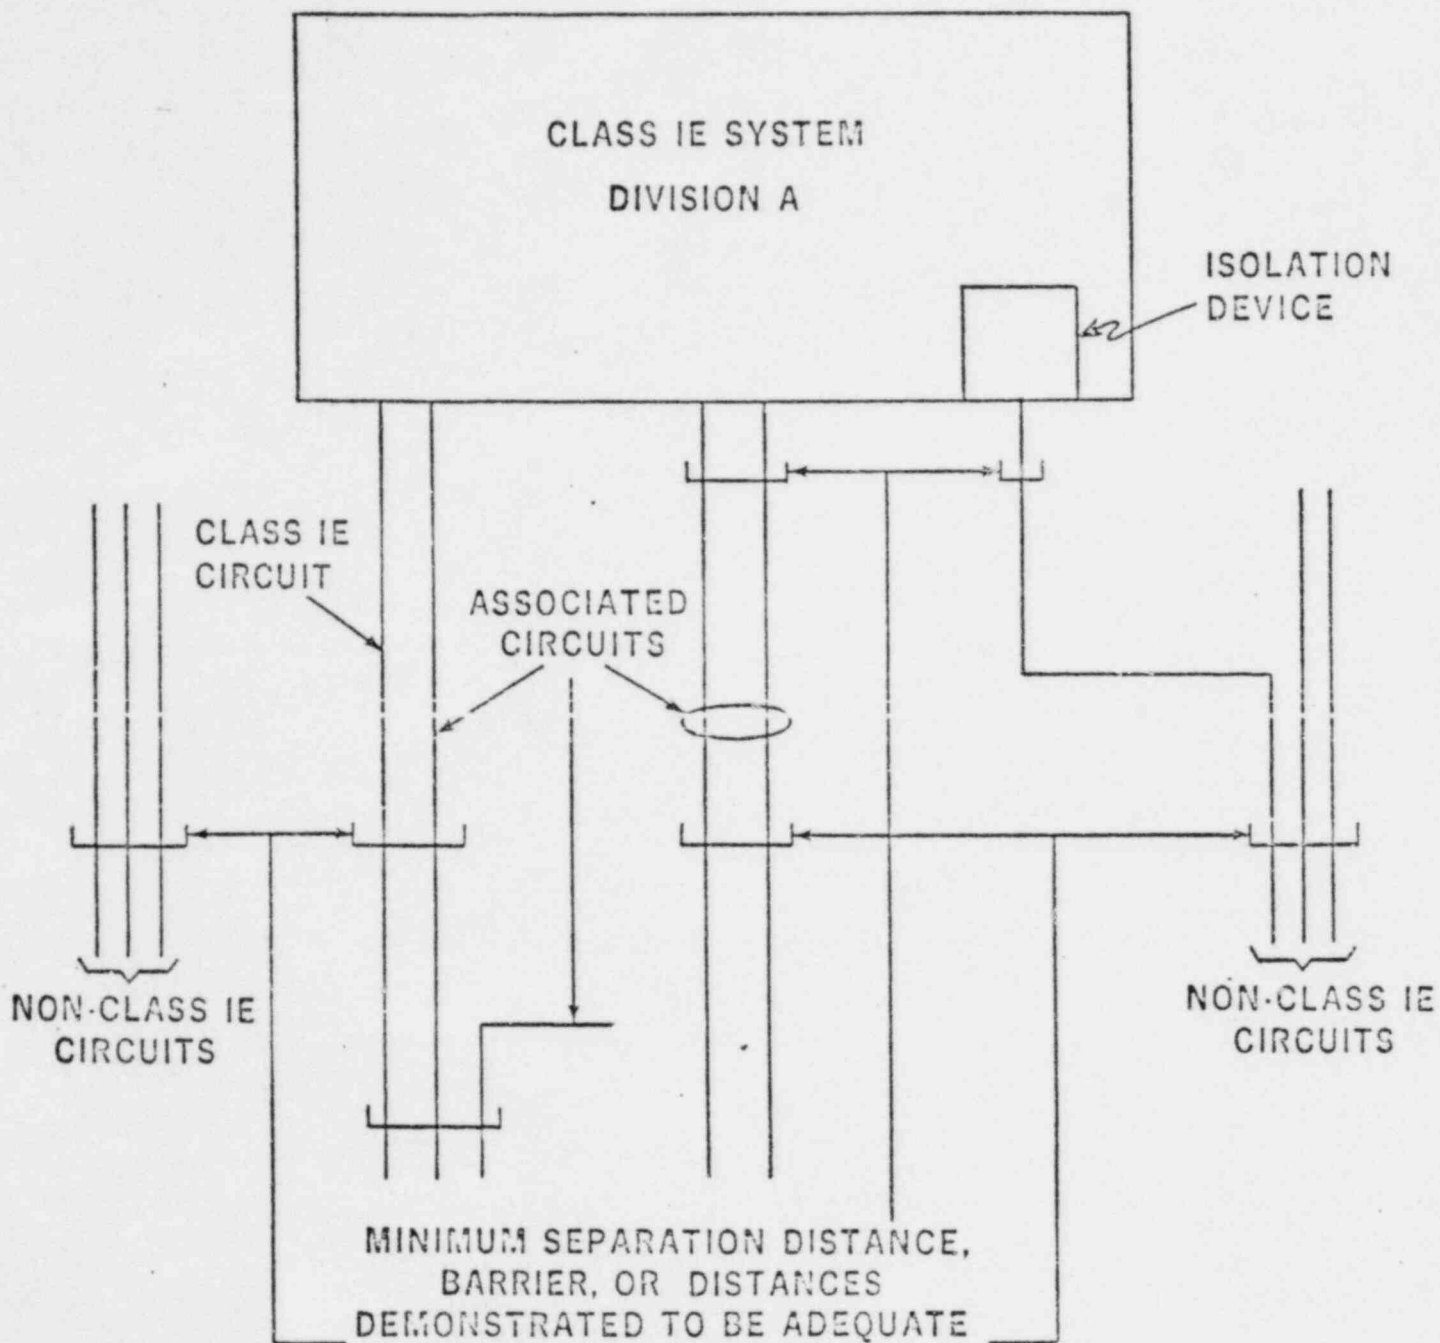 CLASS IE SYSTEM
DIVISION A
ISOLATION
DEVICE
CLASS IE
CIRCUIT
ASSOCIATED
CIRCUITS
NON-CLASS IE
CIRCUITS
NON-CLASS IE
CIRCUITS
MINIMUM SEPARATION DISTANCE,
BARRIER, OR DISTANCES
DEMONSTRATED TO BE ADEQUATE